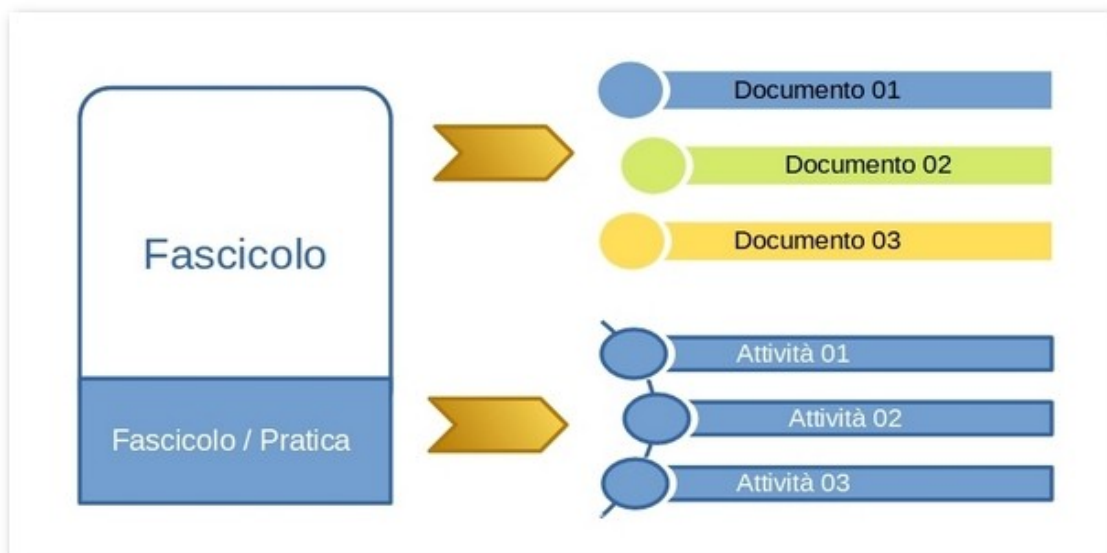 Fascicolo
Fascicolo / Pratica
Documento 01
Documento 02
Documento 03
Attività 01
Attività 02
Attività 03